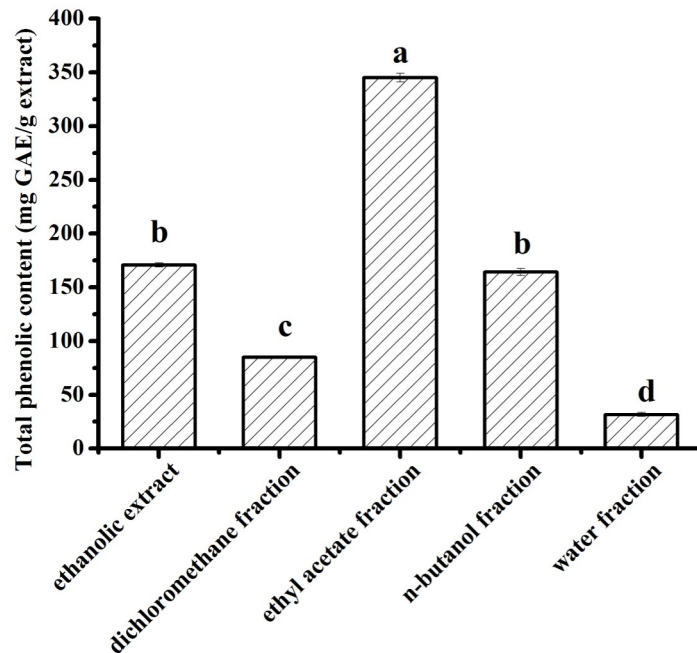 Total phenolic content (mg GAE/g extract)
400
350
300
250
200
150
100
50
0
b
c
a
b
d
ethanolic extract
dichloromethane fraction
ethyl acetate fraction
n-butanol fraction
water fraction